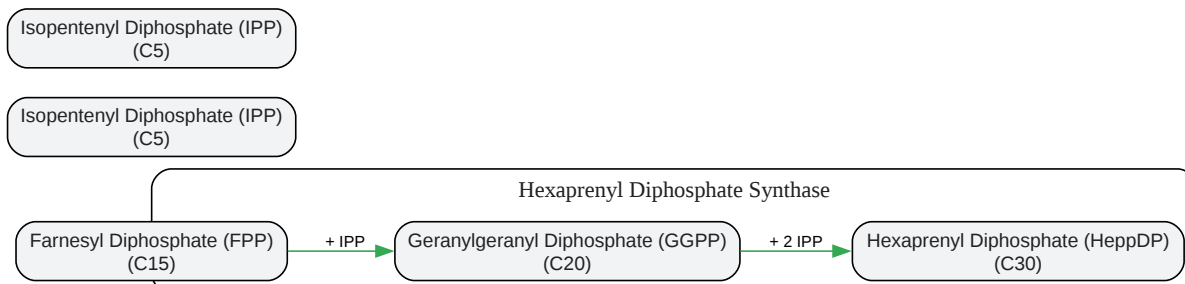 Isopentenyl Diphosphate (IPP)
(C5)
Isopentenyl Diphosphate (IPP)
(C5)
Hexaprenyl Diphosphate Synthase
Farnesyl Diphosphate (FPP)
(C15)
+ IPP
Geranylgeranyl Diphosphate (GGPP)
(C20)
+ 2 IPP
Hexaprenyl Diphosphate (HeppDP)
(C30)